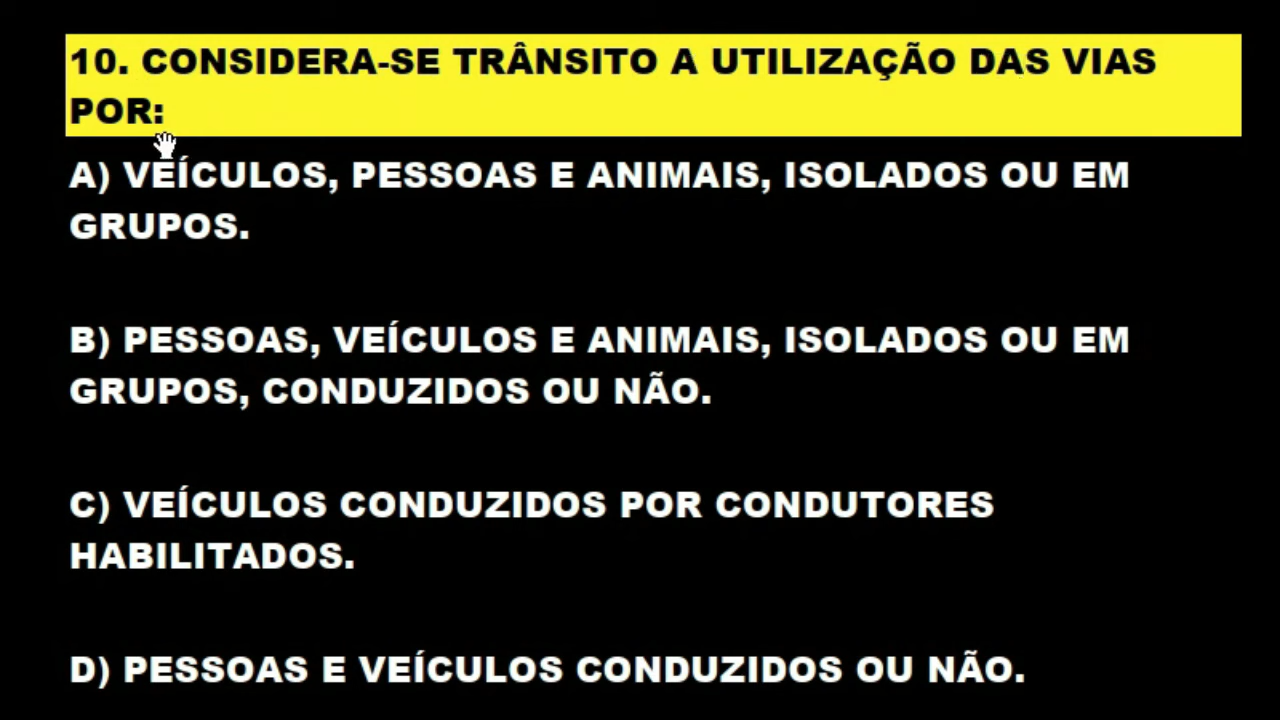 10. CONSIDERA-SE TRÂNSITO A UTILIZAÇÃO DAS VIAS
POR:
A) VEÍCULOS, PESSOAS E ANIMAIS, ISOLADOS OU EM
GRUPOS.
B) PESSOAS, VEÍCULOS E ANIMAIS, ISOLADOS OU EM
GRUPOS, CONDUZIDOS OU NÃO.
C) VEÍCULOS CONDUZIDOS POR CONDUTORES
HABILITADOS.
D) PESSOAS E VEÍCULOS CONDUZIDOS OU NÃO.